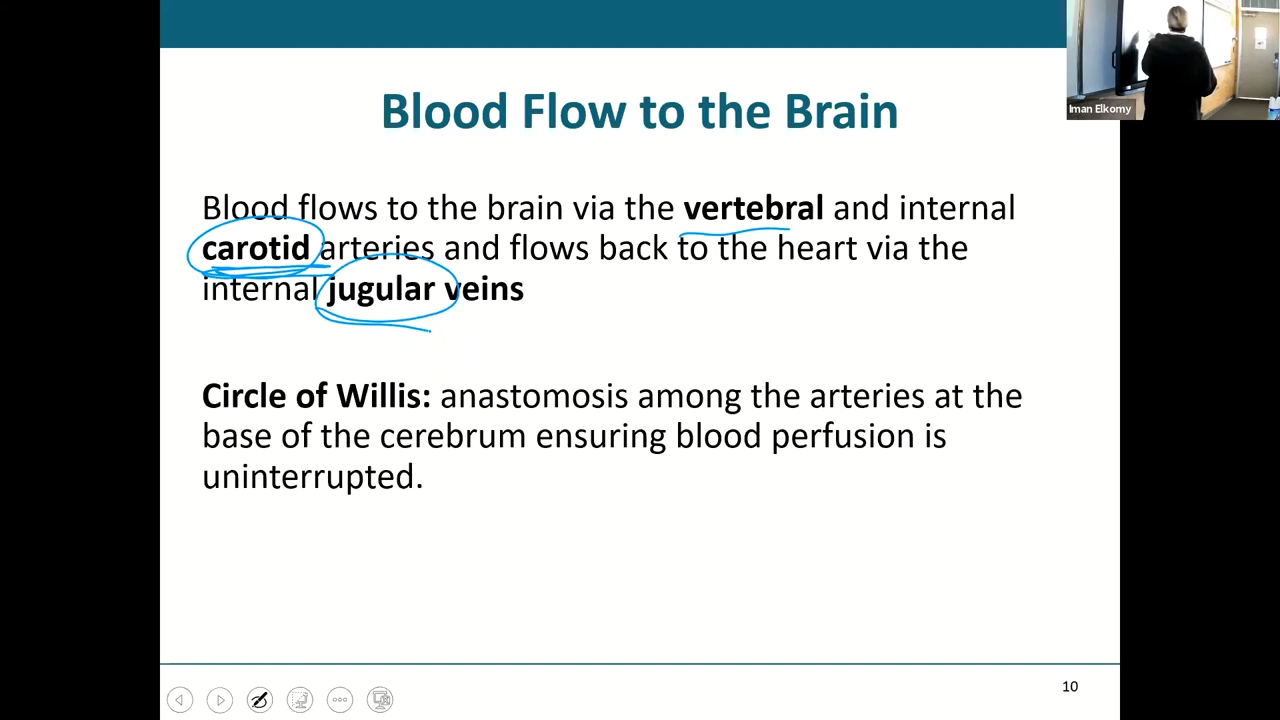 Iman Elkomy
Blood Flow to the Brain
Blood flows to the brain via the vertebral and internal
carotid arteries and flows back to the heart via the
internal jugular veins
Circle of Willis: anastomosis among the arteries at the
base of the cerebrum ensuring blood perfusion is
uninterrupted.
10